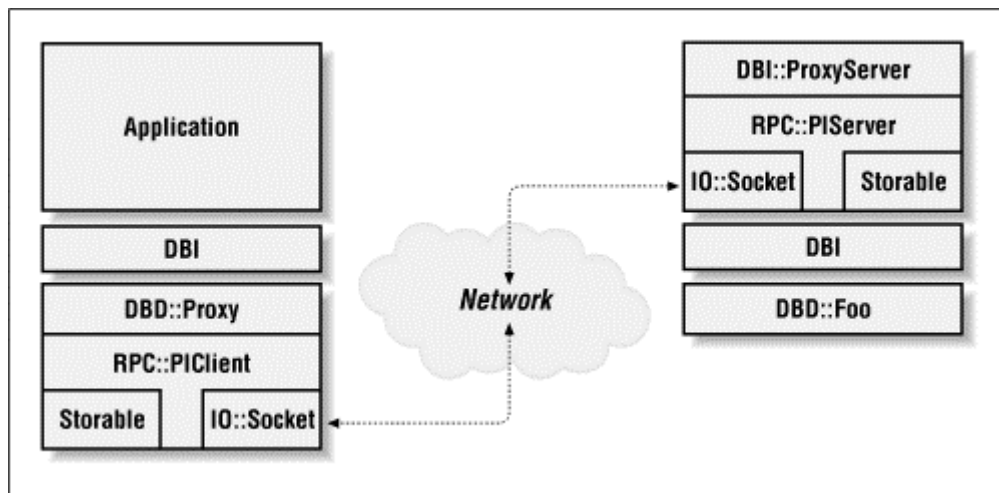 Application
DBI
DBD::Proxy
RPC::PlClient
Storable
IO::Socket
Network
DBI::ProxyServer
RPC::PlServer
IO::Socket
Storable
DBI
DBD::Foo